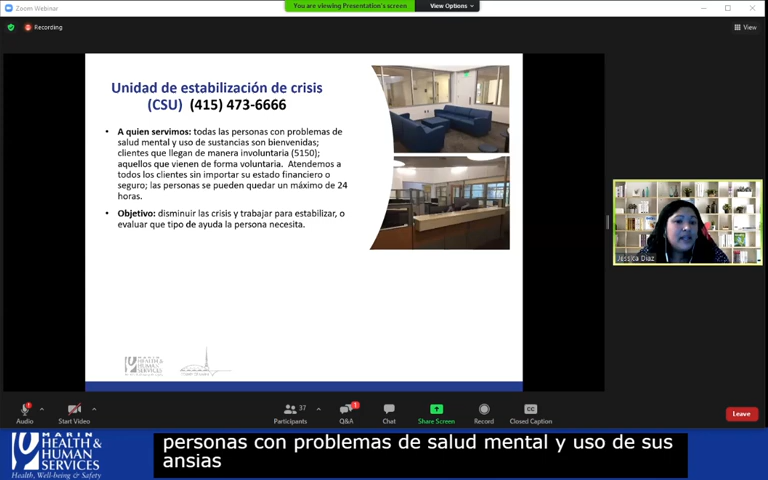 Zoom Webinar
You are viewing Presentation's screen
View Options
Recording
View
Unidad de estabilización de crisis
(CSU) (415) 473-6666
• A quien servimos: todas las personas con problemas de
salud mental y uso de sustancias son bienvenidas;
clientes que llegan de manera involuntaria (5150);
aquellos que vienen de forma voluntaria. Atendemos a
todos los clientes sin importar su estado financiero o
seguro; las personas se pueden quedar un máximo de 24
horas.
• Objetivo: disminuir las crisis y trabajar para estabilizar, o
evaluar que tipo de ayuda la persona necesita.
Jessica Diaz
MARIN
HEALTH &
HUMAN
SERVICES
Audio
Start Video
37
Participants
1
Q&A
Chat
Share Screen
Record
CC
Closed Caption
Leave
MARIN
HEALTH &
HUMAN
SERVICES
Health, Well-being & Safety
personas con problemas de salud mental y uso de sus
ansias